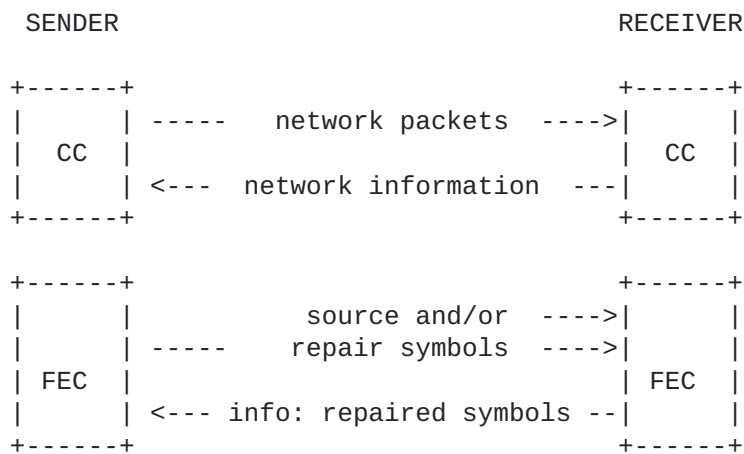 SENDER                                RECEIVER
+------+                               +------+
|      | -----   network packets  ---->|      |
|  CC  |                               |  CC  |
|      | <---  network information  ---|      |
+------+                               +------+
+------+                               +------+
|      |           source and/or  ---->|      |
|      | -----    repair symbols  ---->|      |
| FEC  |                               | FEC  |
|      | <--- info: repaired symbols --|      |
+------+                               +------+